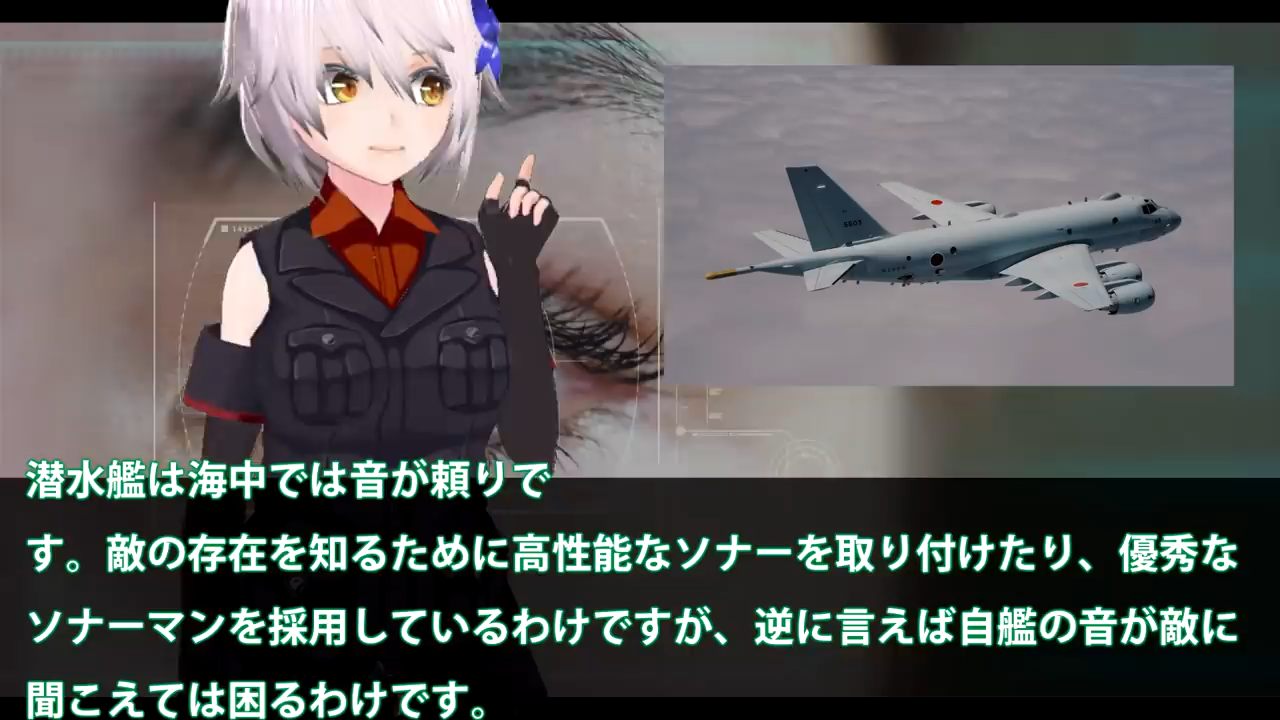 潜水艦は海中では音が頼りで
す。敵の存在を知るために高性能なソナーを取り付けたり、優秀な
ソナーマンを採用しているわけですが、逆に言えば自艦の音が敵に
聞こえては困るわけです。